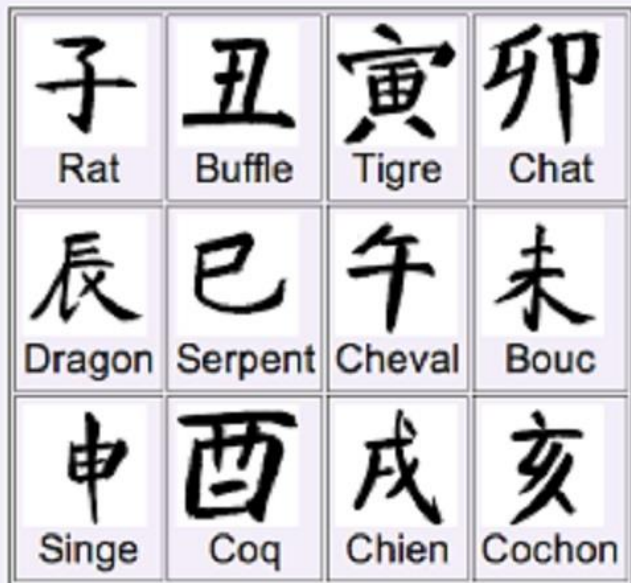 子 丑 寅 卯
Rat Buffle Tigre Chat
辰 巳 午 未
Dragon Serpent Cheval Bouc
申 酉 戌 亥
Singe Coq Chien Cochon